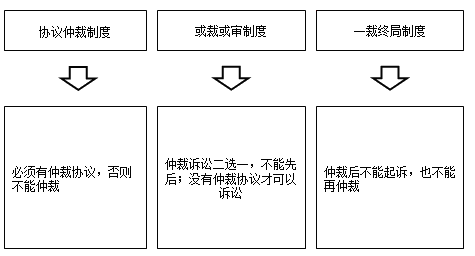 协议仲裁制度
或裁或审制度
一裁终局制度
必须有仲裁协议，否则
不能仲裁
仲裁诉讼二选一，不能先
后；没有仲裁协议才可以
诉讼
仲裁后不能起诉，也不能
再仲裁